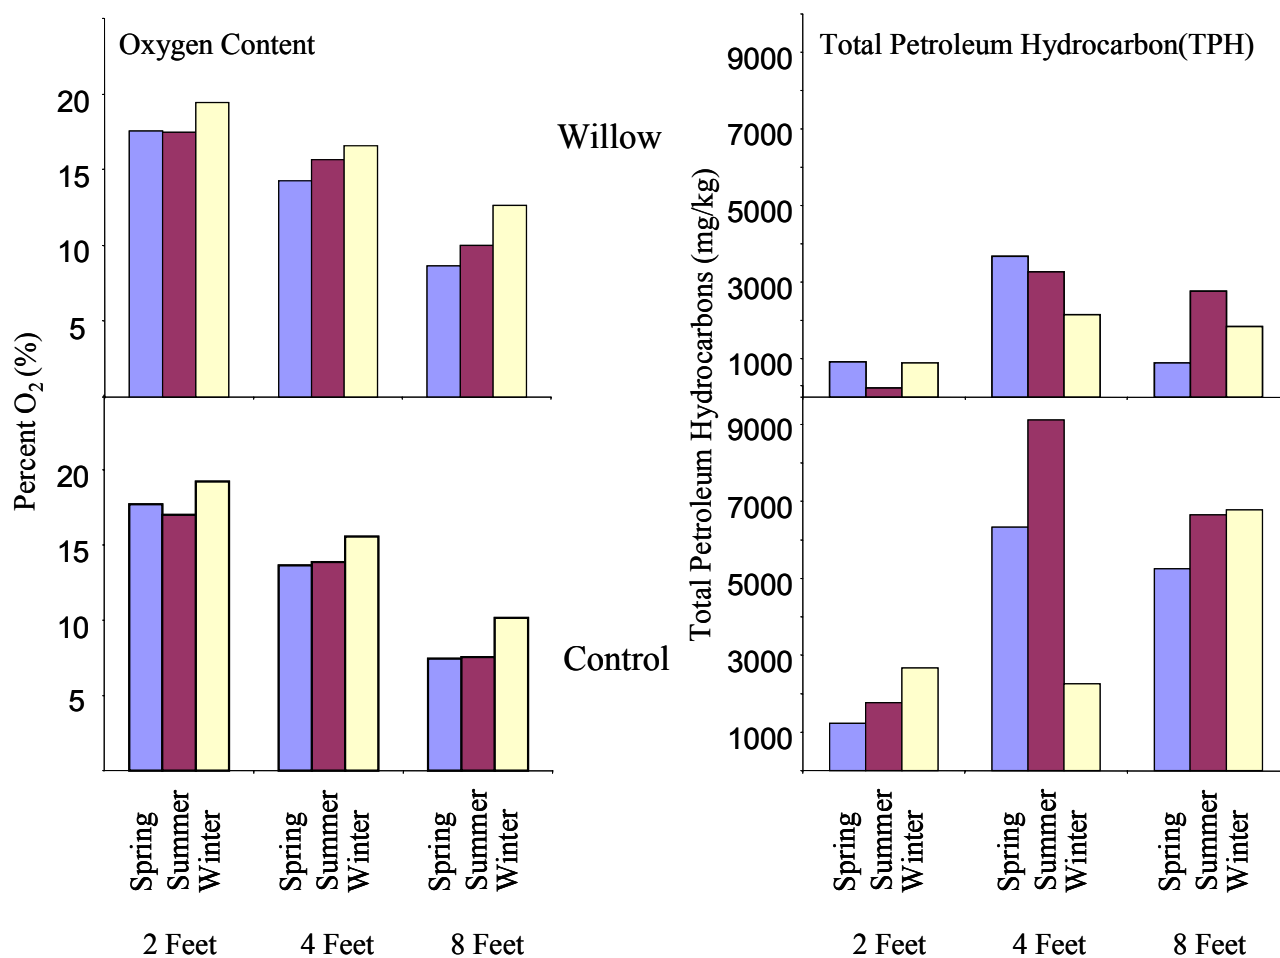 Oxygen Content
20
15
10
5
Willow
Percent O2 (%)
20
15
10
5
Control
Spring
Summer
Winter
Spring
Summer
Winter
Spring
Summer
Winter
2 Feet
4 Feet
8 Feet
Total Petroleum Hydrocarbon(TPH)
9000
7000
5000
3000
1000
Total Petroleum Hydrocarbons (mg/kg)
9000
7000
5000
3000
1000
Spring
Summer
Winter
Spring
Summer
Winter
Spring
Summer
Winter
2 Feet
4 Feet
8 Feet